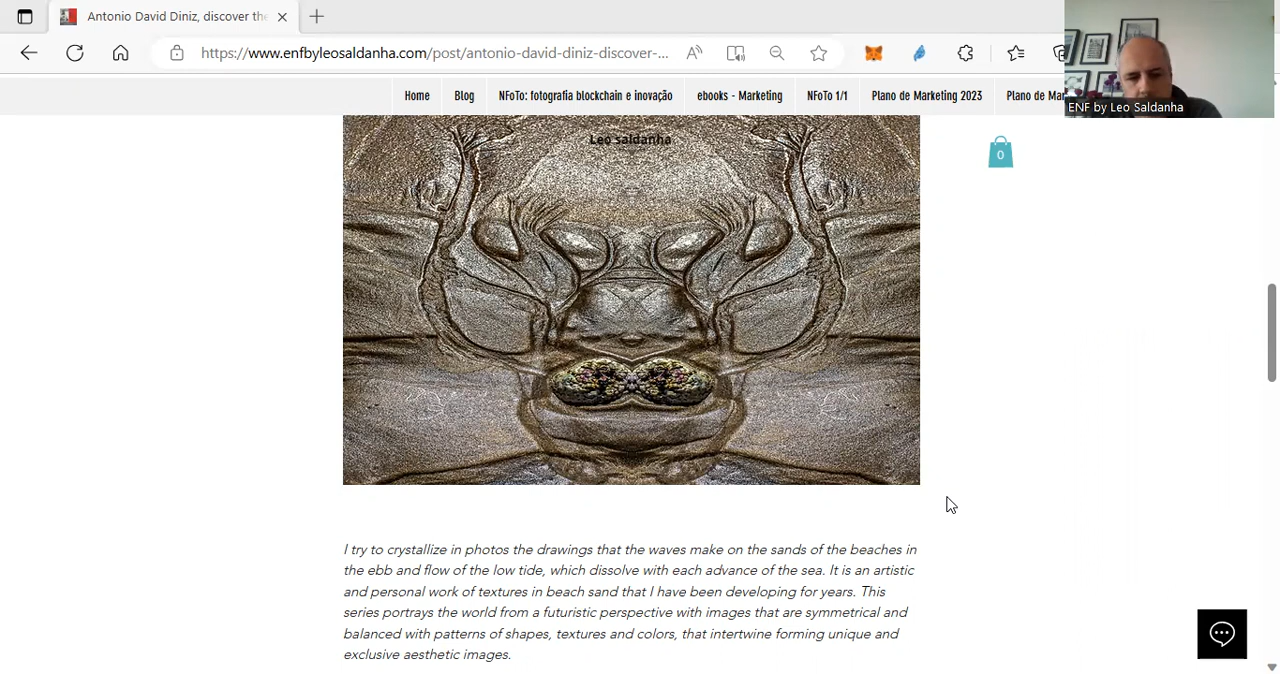 Antonio David Diniz, discover the
https://www.enfbyleosaldanha.com/post/antonio-david-diniz-discover-...
ENF by Leo Saldanha
Home Blog NFoTo: fotografia blockchain e inovação ebooks - Marketing NFoTo 1/1 Plano de Marketing 2023 Plano de Mar
Leo saldanha
0
I try to crystallize in photos the drawings that the waves make on the sands of the beaches in
the ebb and flow of the low tide, which dissolve with each advance of the sea. It is an artistic
and personal work of textures in beach sand that I have been developing for years. This
series portrays the world from a futuristic perspective with images that are symmetrical and
balanced with patterns of shapes, textures and colors, that intertwine forming unique and
exclusive aesthetic images.